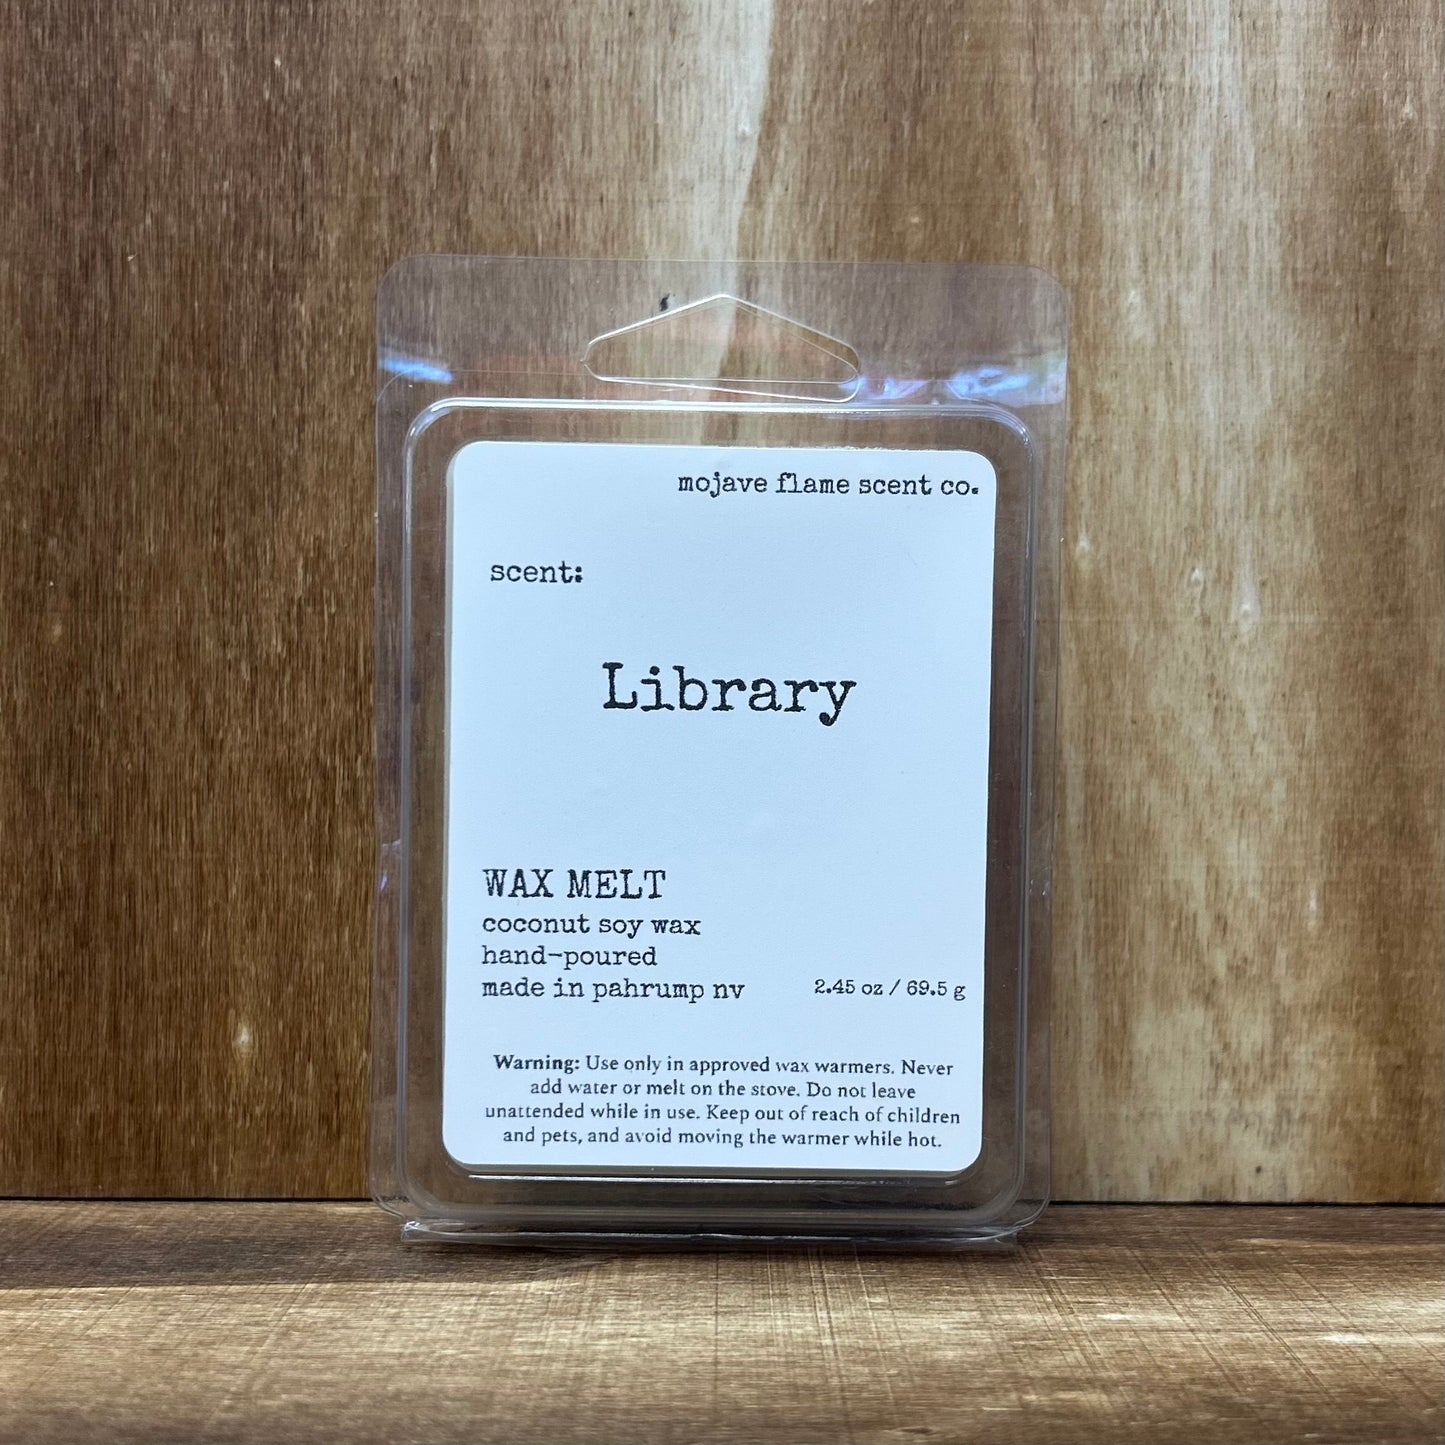 mojave flame scent co.
scent:
Library
WAX MELT
coconut soy wax
hand-poured
made in pahrump nv
2.45 oz / 69.5 g
Warning: Use only in approved wax warmers. Never
add water or melt on the stove. Do not leave
unattended while in use. Keep out of reach of children
and pets, and avoid moving the warmer while hot.